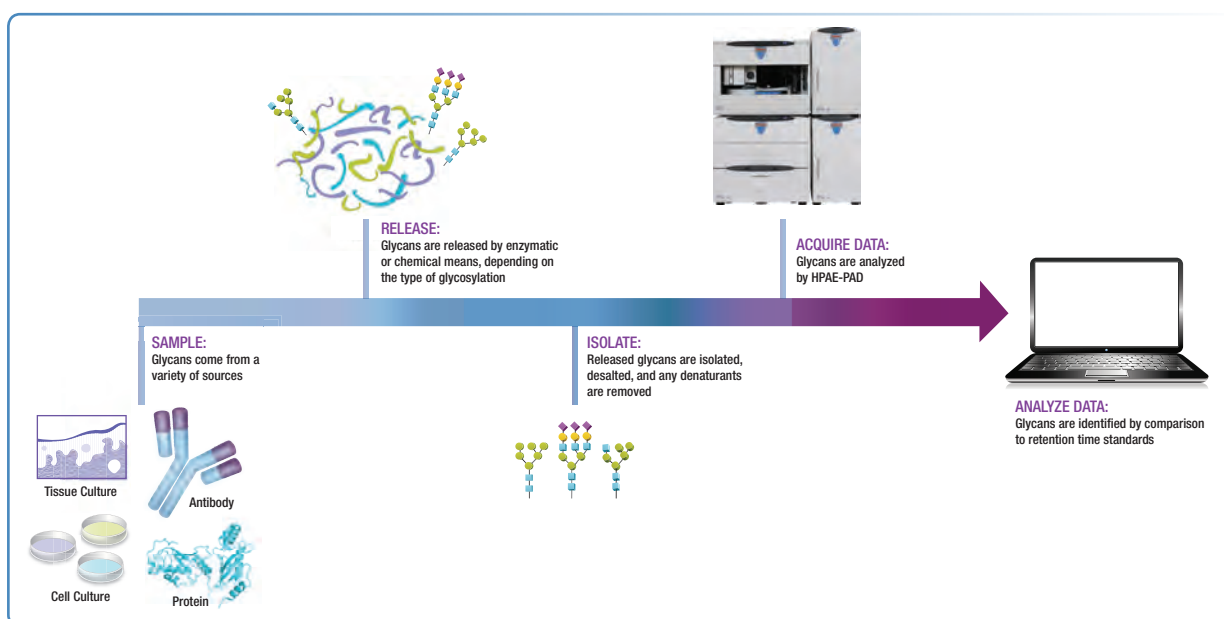 RELEASE:
Glycans are released by enzymatic
or chemical means, depending on
the type of glycosylation
ACQUIRE DATA:
Glycans are analyzed
by HPAE-PAD
SAMPLE:
Glycans come from a
variety of sources
ISOLATE:
Released glycans are isolated,
desalted, and any denaturants
are removed
ANALYZE DATA:
Glycans are identified by comparison
to retention time standards
Tissue Culture
Antibody
Cell Culture
Protein